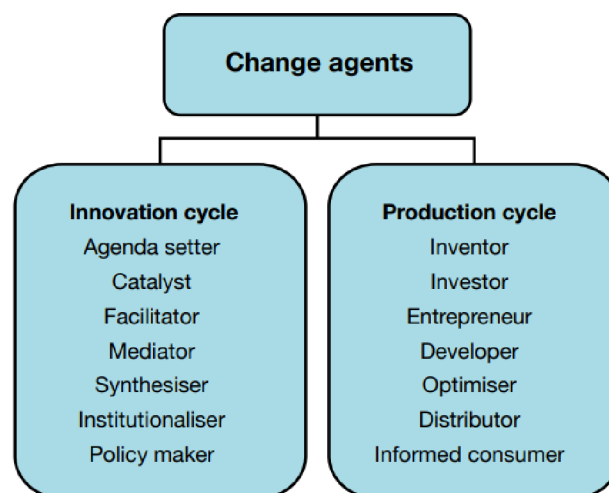 Change agents
Innovation cycle
Agenda setter
Catalyst
Facilitator
Mediator
Synthesiser
Institutionaliser
Policy maker
Production cycle
Inventor
Investor
Entrepreneur
Developer
Optimiser
Distributor
Informed consumer